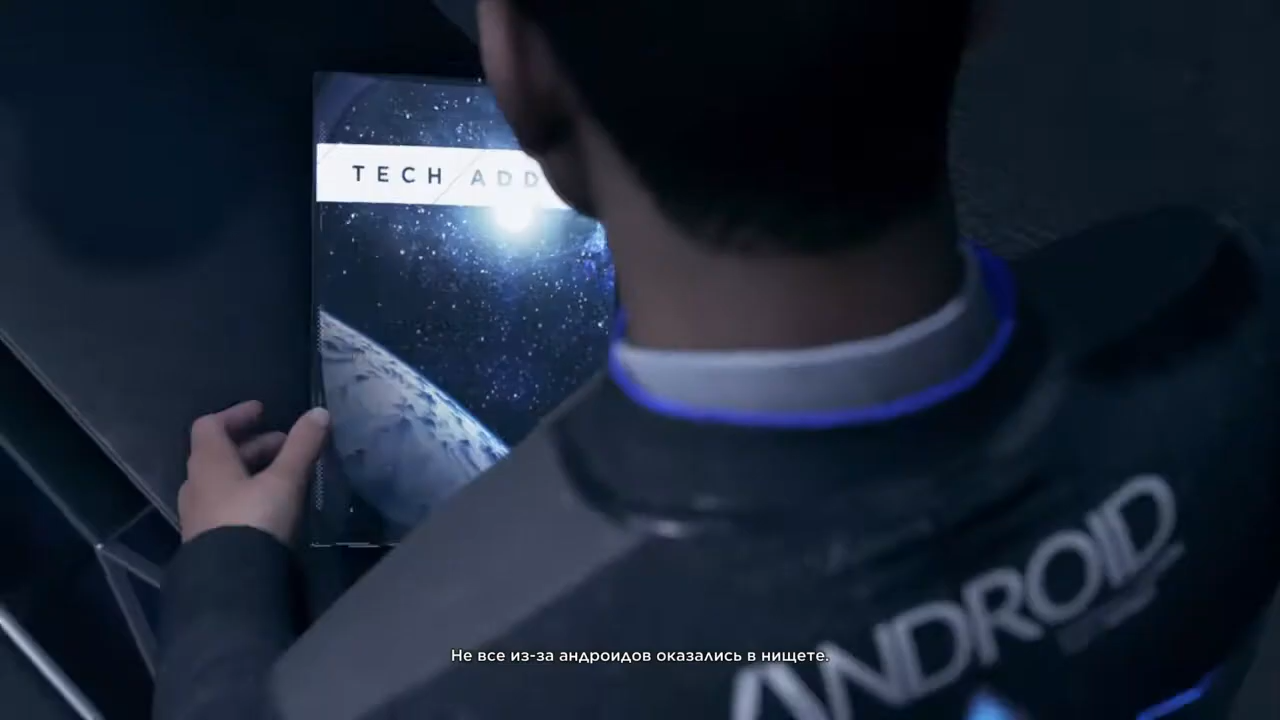 TECH ADD
ANDROID
Не все из-за андроидов оказались в нищете.